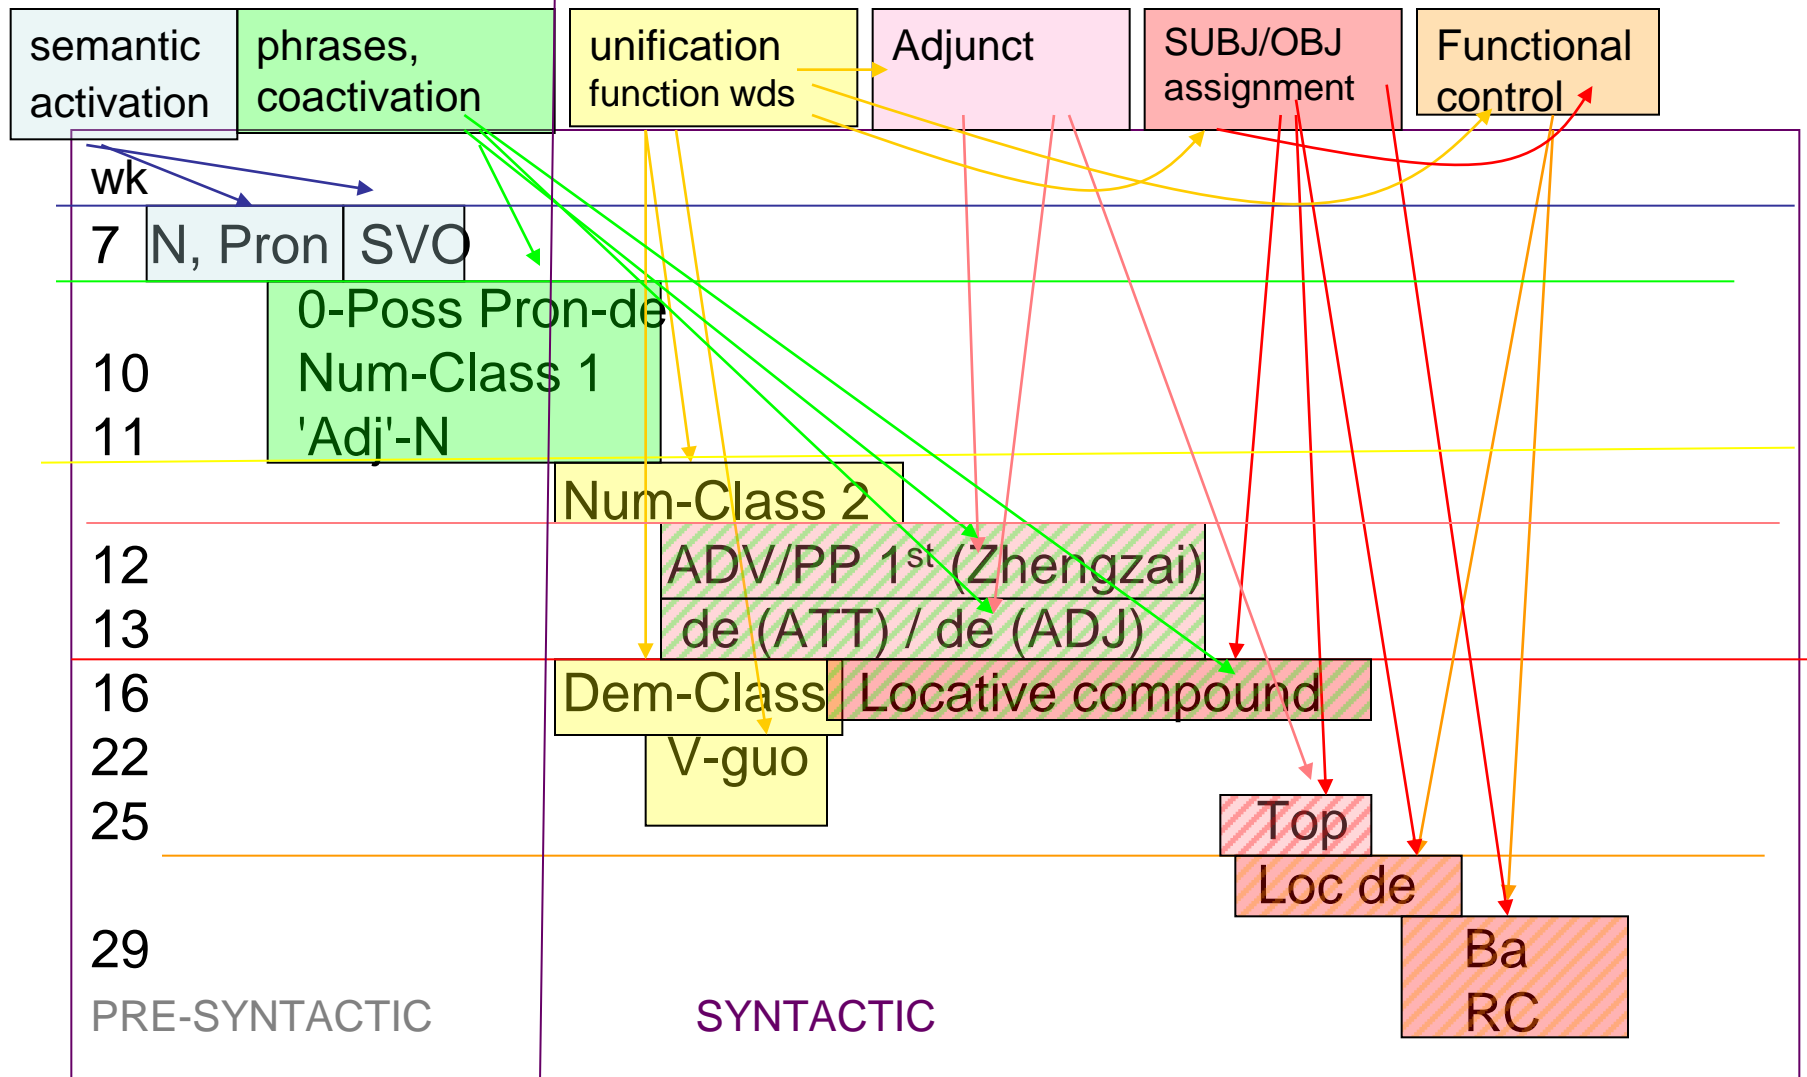 semantic
activation
phrases,
coactivation
unification
function wds
Adjunct
SUBJ/OBJ
assignment
Functional
control
wk
7 N, Pron SVO
0-Poss Pron-de
10 Num-Class 1
11 'Adj'-N
Num-Class 2
12 ADV/PP 1st (Zhengzai)
13 de (ATT) / de (ADJ)
16 Dem-Class Locative compound
22 V-guo
25 Top
Loc de
29 Ba
RC
PRE-SYNTACTIC SYNTACTIC